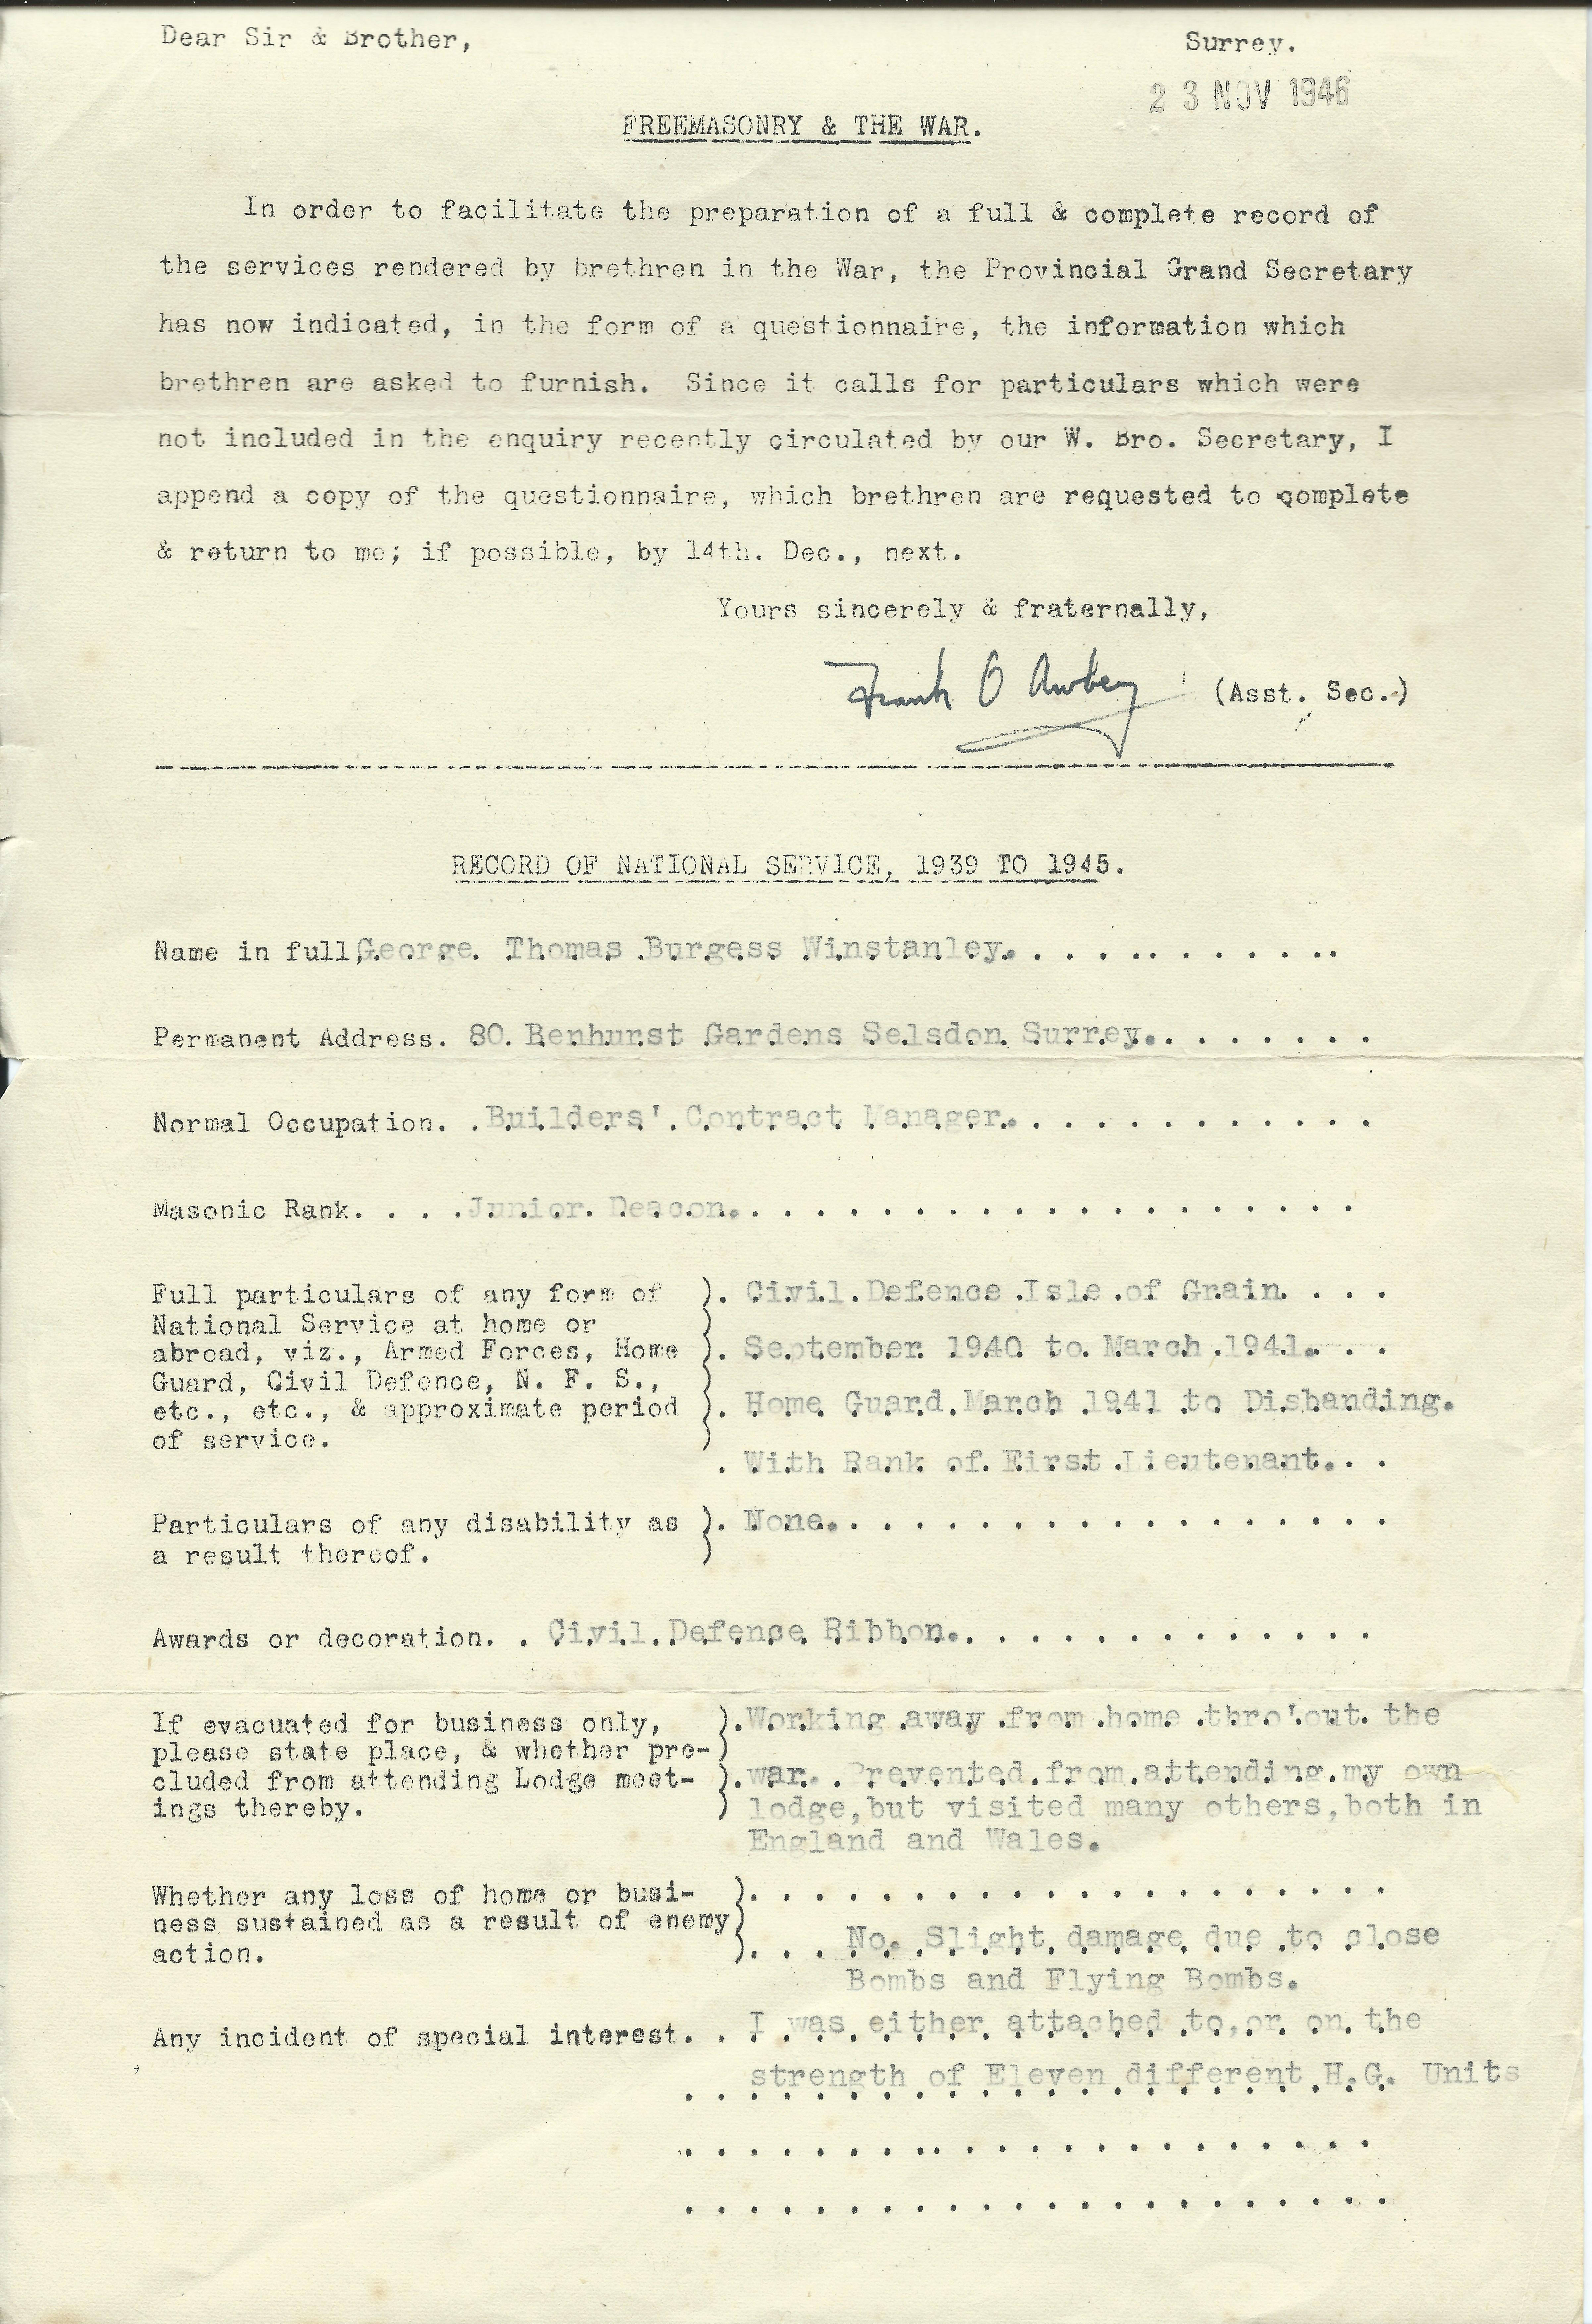 Dear Sir & Brother,
Surrey.
23 NOV 1946
FREEMASONRY & THE WAR.
In order to facilitate the preparation of a full & complete record of
the services rendered by brethren in the War, the Provincial Grand Secretary
has now indicated, in the form of a questionnaire, the information which
brethren are asked to furnish. Since it calls for particulars which were
not included in the enquiry recently circulated by our W. Bro. Secretary, I
append a copy of the questionnaire, which brethren are requested to complete
& return to me; if possible, by 14th. Dec., next.
Yours sincerely & fraternally,
Frank O Awbery (Asst. Sec.)
RECORD OF NATIONAL SERVICE, 1939 TO 1945.
Name in full, George Thomas Burgess Winstanley.
Permanent Address. 80 Benhurst Gardens Selsdon Surrey.
Normal Occupation. Builders' Contract Manager.
Masonic Rank. Junior Deacon.
Full particulars of any form of
National Service at home or
abroad, viz., Armed Forces, Home
Guard, Civil Defence, N. F. S.,
etc., etc., & approximate period
of service.
Civil Defence Isle of Grain.
September 1940 to March 1941.
Home Guard March 1941 to Disbanding.
With Rank of First Lieutenant.
Particulars of any disability as
a result thereof.
None.
Awards or decoration. Civil Defence Ribbon.
If evacuated for business only,
please state place, & whether pre-
cluded from attending Lodge meet-
ings thereby.
Working away from home thro'out the
war. Prevented from attending my own
lodge, but visited many others, both in
England and Wales.
Whether any loss of home or busi-
ness sustained as a result of enemy
action.
No. Slight damage due to close
Bombs and Flying Bombs.
Any incident of special interest. I was either attached to, or on the
strength of Eleven different H.G. Units